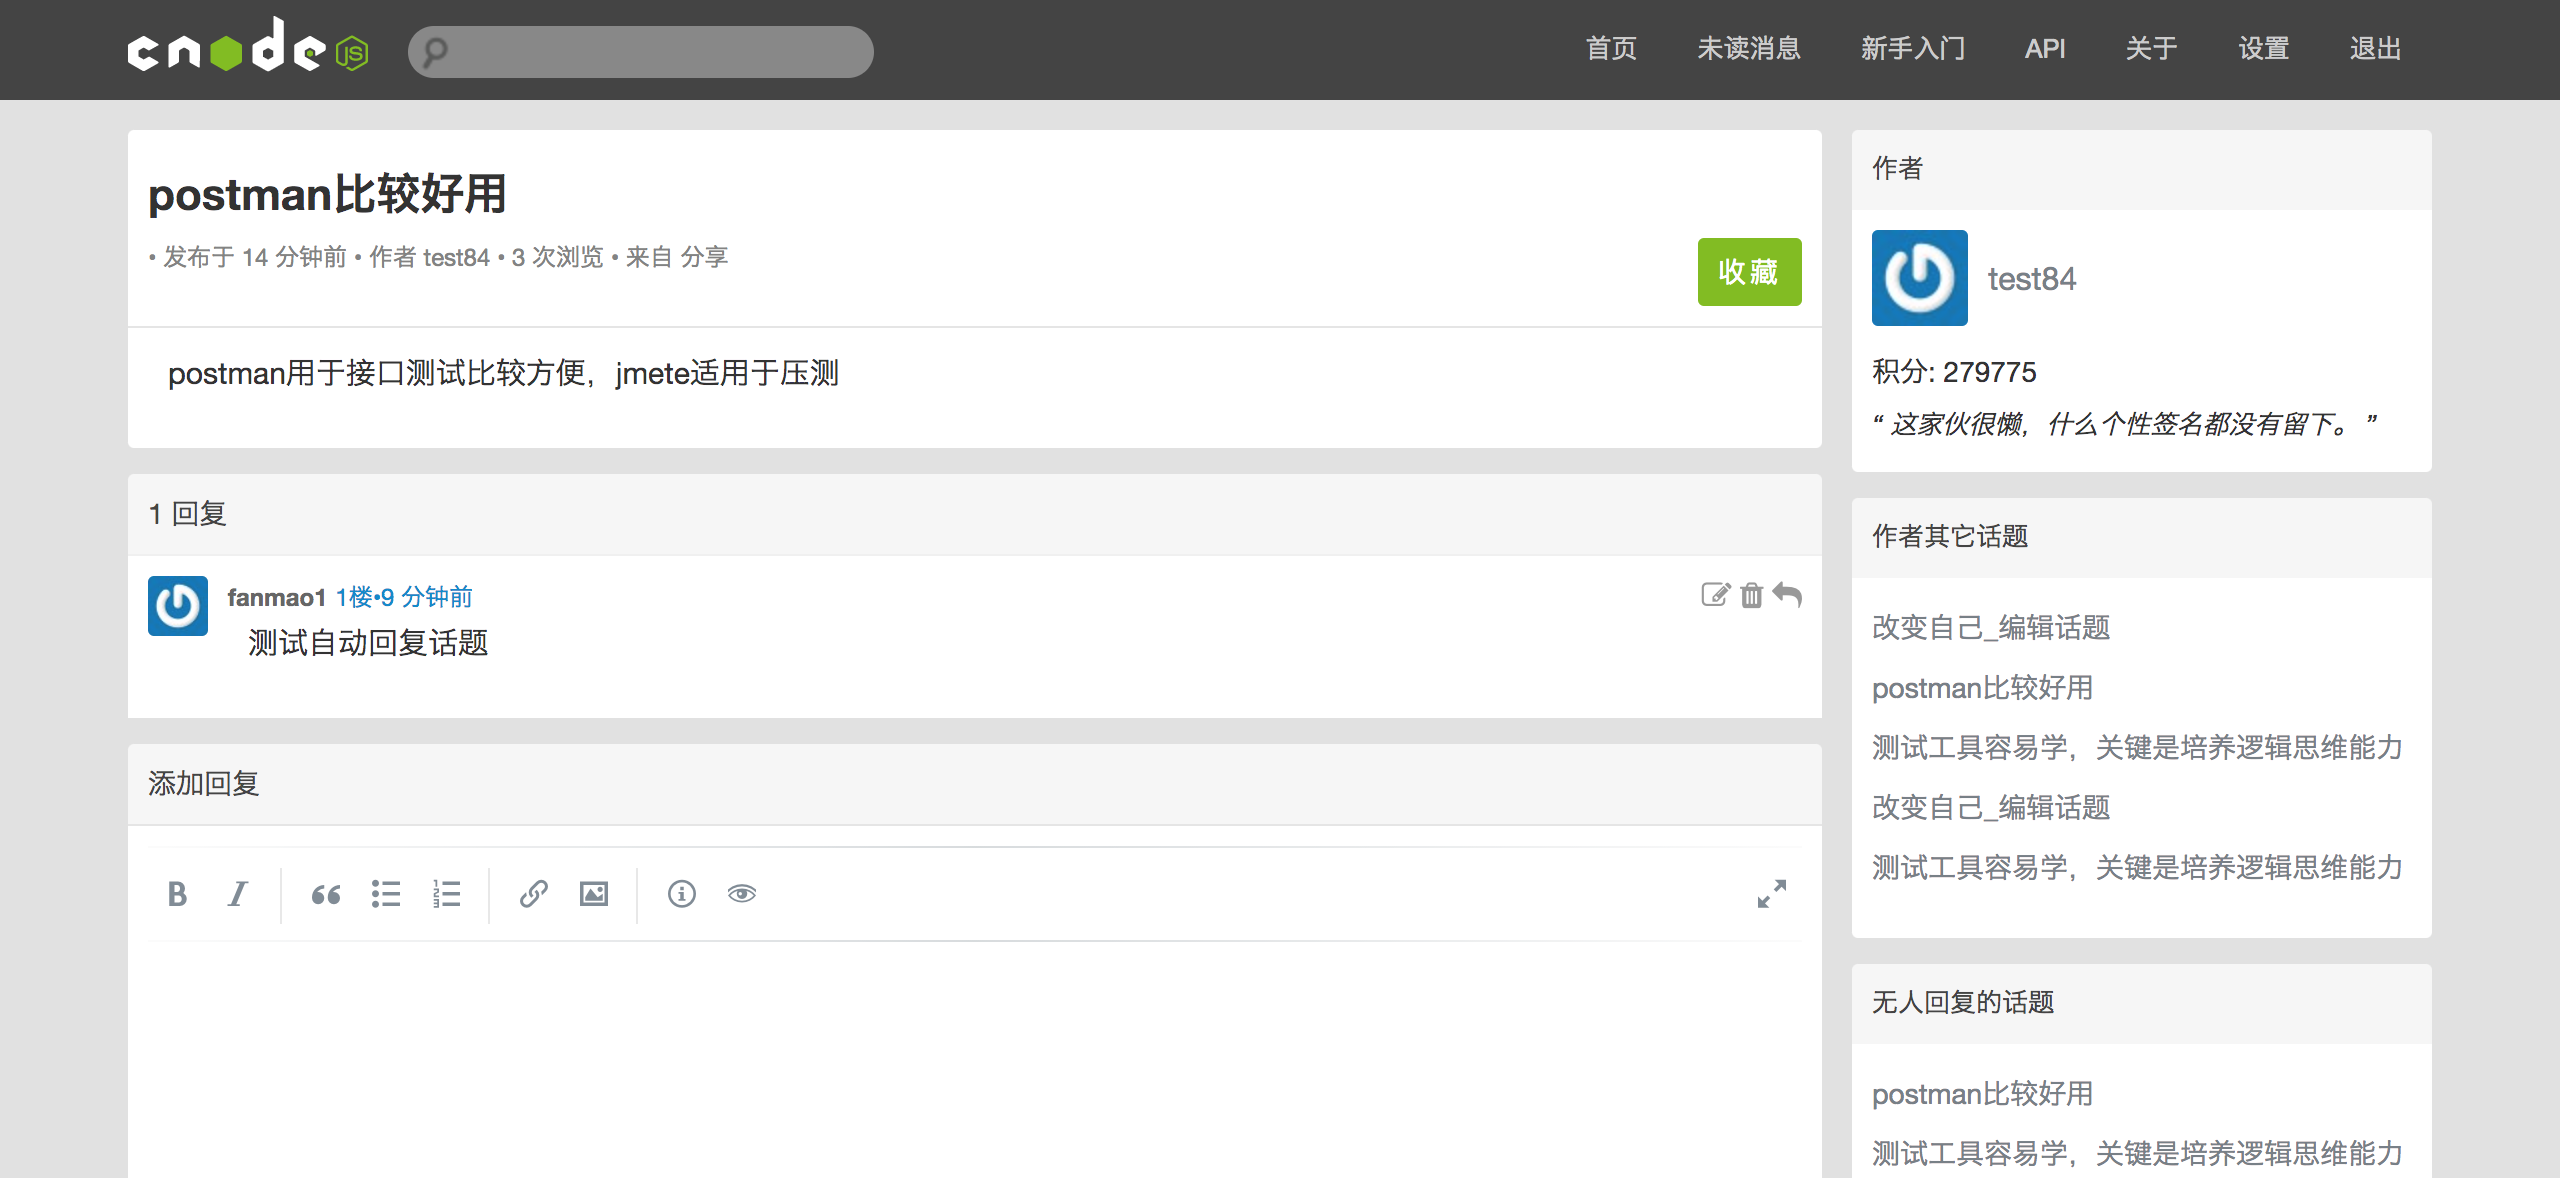 cnode JS
首页 未读消息 新手入门 API 关于 设置 退出
postman比较好用
• 发布于 14 分钟前 • 作者 test84 • 3 次浏览 • 来自 分享
收藏
postman用于接口测试比较方便，jmete适用于压测
1 回复
fanmao1 1楼•9 分钟前
测试自动回复话题
添加回复
作者
test84
积分: 279775
“ 这家伙很懒，什么个性签名都没有留下。 ”
作者其它话题
改变自己_编辑话题
postman比较好用
测试工具容易学，关键是培养逻辑思维能力
改变自己_编辑话题
测试工具容易学，关键是培养逻辑思维能力
无人回复的话题
postman比较好用
测试工具容易学，关键是培养逻辑思维能力